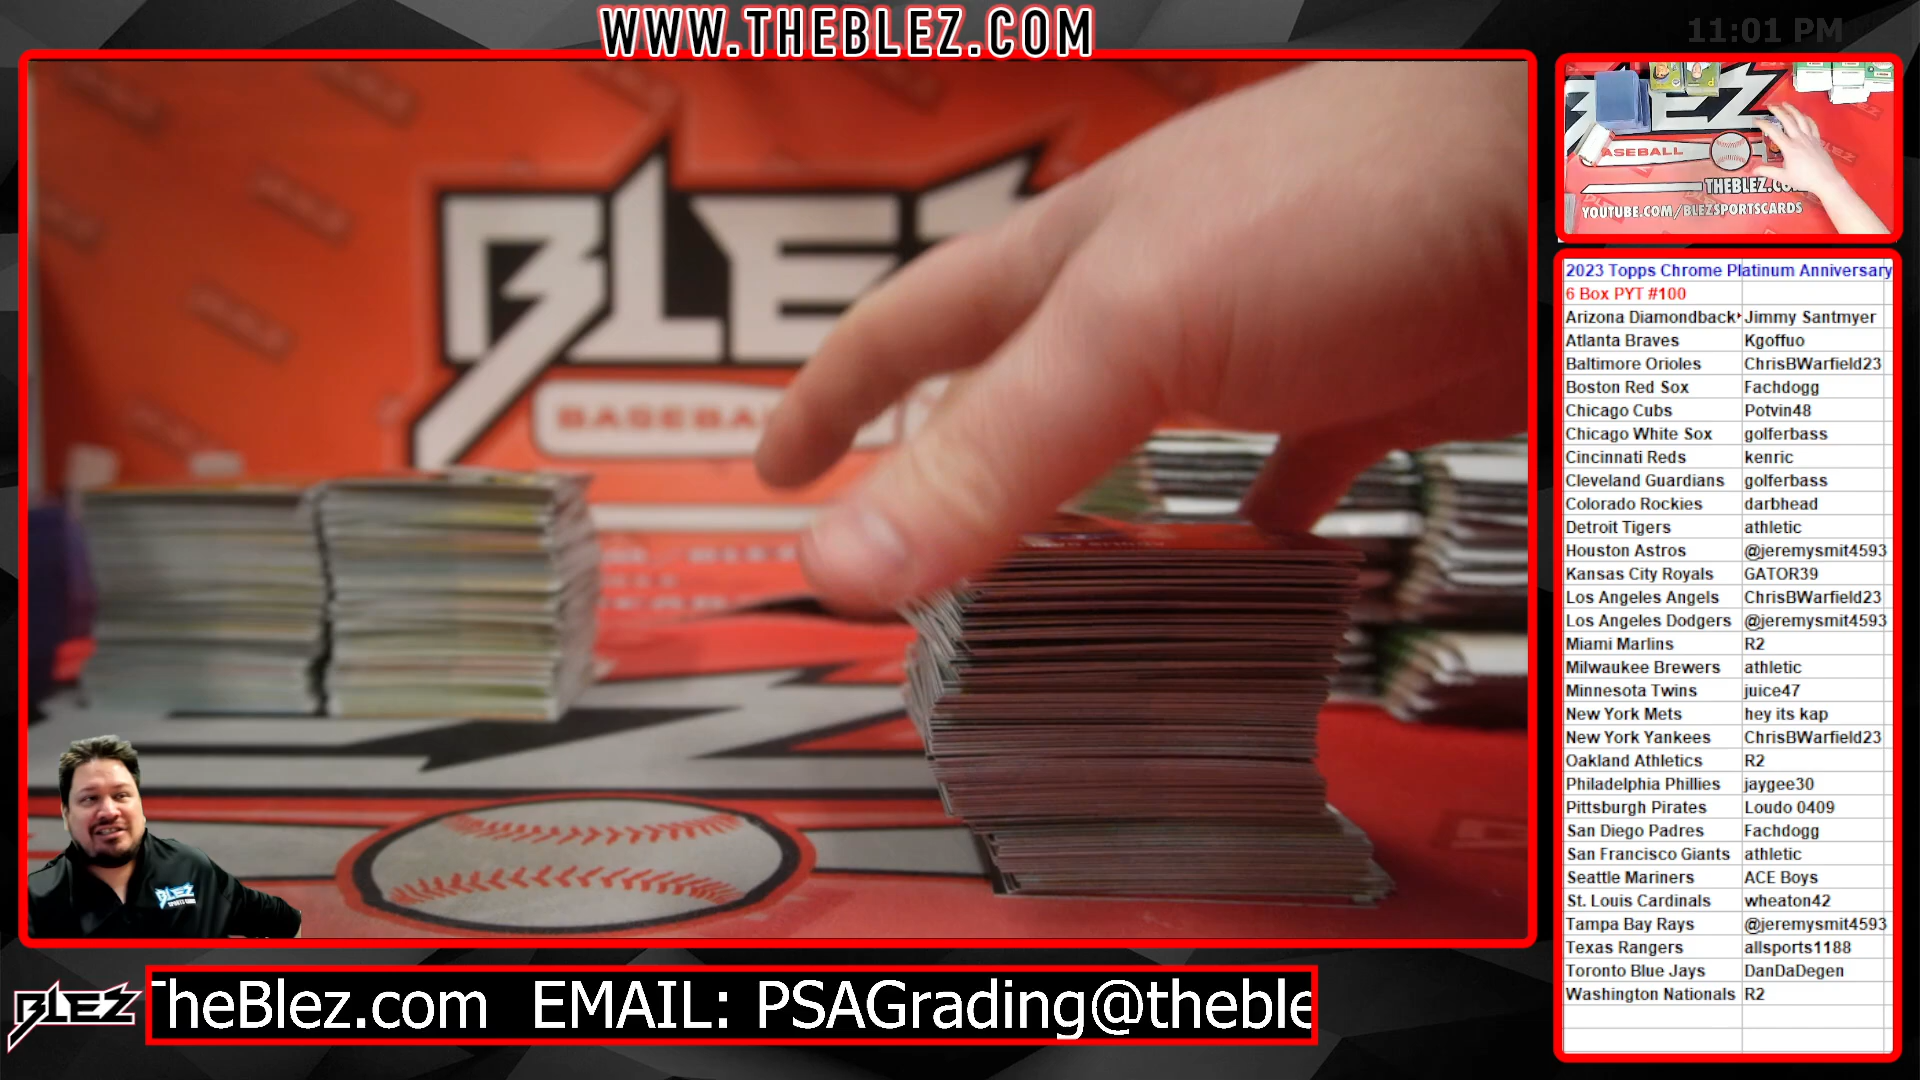 WWW.THEBLEZ.COM
11:01 PM
BLEZ
BASEBA
EZ
ASEBALL
THEBLEZ.CO
YOUTUBE.COM/BLEZSPORTSCARDS
2023 Topps Chrome Platinum Anniversary
6 Box PYT #100
Arizona Diamondback Jimmy Santmyer
Atlanta Braves Kgoffuo
Baltimore Orioles ChrisBWarfield23
Boston Red Sox Fachdogg
Chicago Cubs Potvin48
Chicago White Sox golferbass
Cincinnati Reds kenric
Cleveland Guardians golferbass
Colorado Rockies darbhead
Detroit Tigers athletic
Houston Astros @jeremysmit4593
Kansas City Royals GATOR39
Los Angeles Angels ChrisBWarfield23
Los Angeles Dodgers @jeremysmit4593
Miami Marlins R2
Milwaukee Brewers athletic
Minnesota Twins juice47
New York Mets hey its kap
New York Yankees ChrisBWarfield23
Oakland Athletics R2
Philadelphia Phillies jaygee30
Pittsburgh Pirates Loudo 0409
San Diego Padres Fachdogg
San Francisco Giants athletic
Seattle Mariners ACE Boys
St. Louis Cardinals wheaton42
Tampa Bay Rays @jeremysmit4593
Texas Rangers allsports1188
Toronto Blue Jays DanDaDegen
Washington Nationals R2
BLEZ
SPORTS CARDS
BLEZ
TheBlez.com EMAIL: PSAGrading@theble